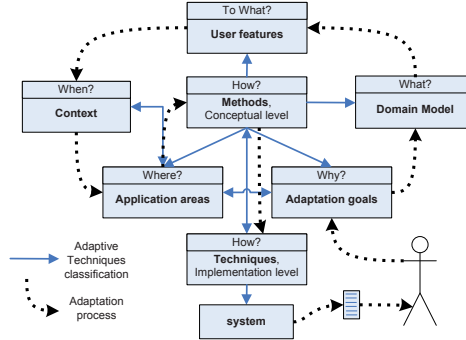 To What?
User features
When?
Context
How?
Methods,
Conceptual level
What?
Domain Model
Where?
Application areas
Why?
Adaptation goals
How?
Techniques,
Implementation level
system
Adaptive
Techniques
classification
Adaptation
process